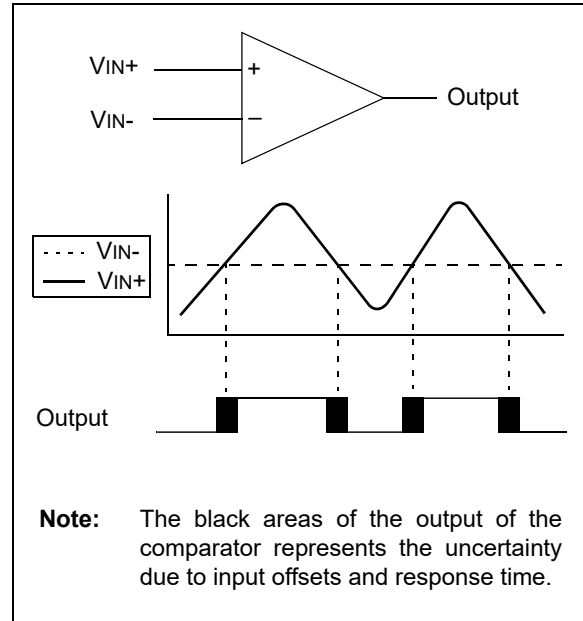 VIN+
+
Output
VIN-
–
VIN-
VIN+
Output
Note: The black areas of the output of the
comparator represents the uncertainty
due to input offsets and response time.